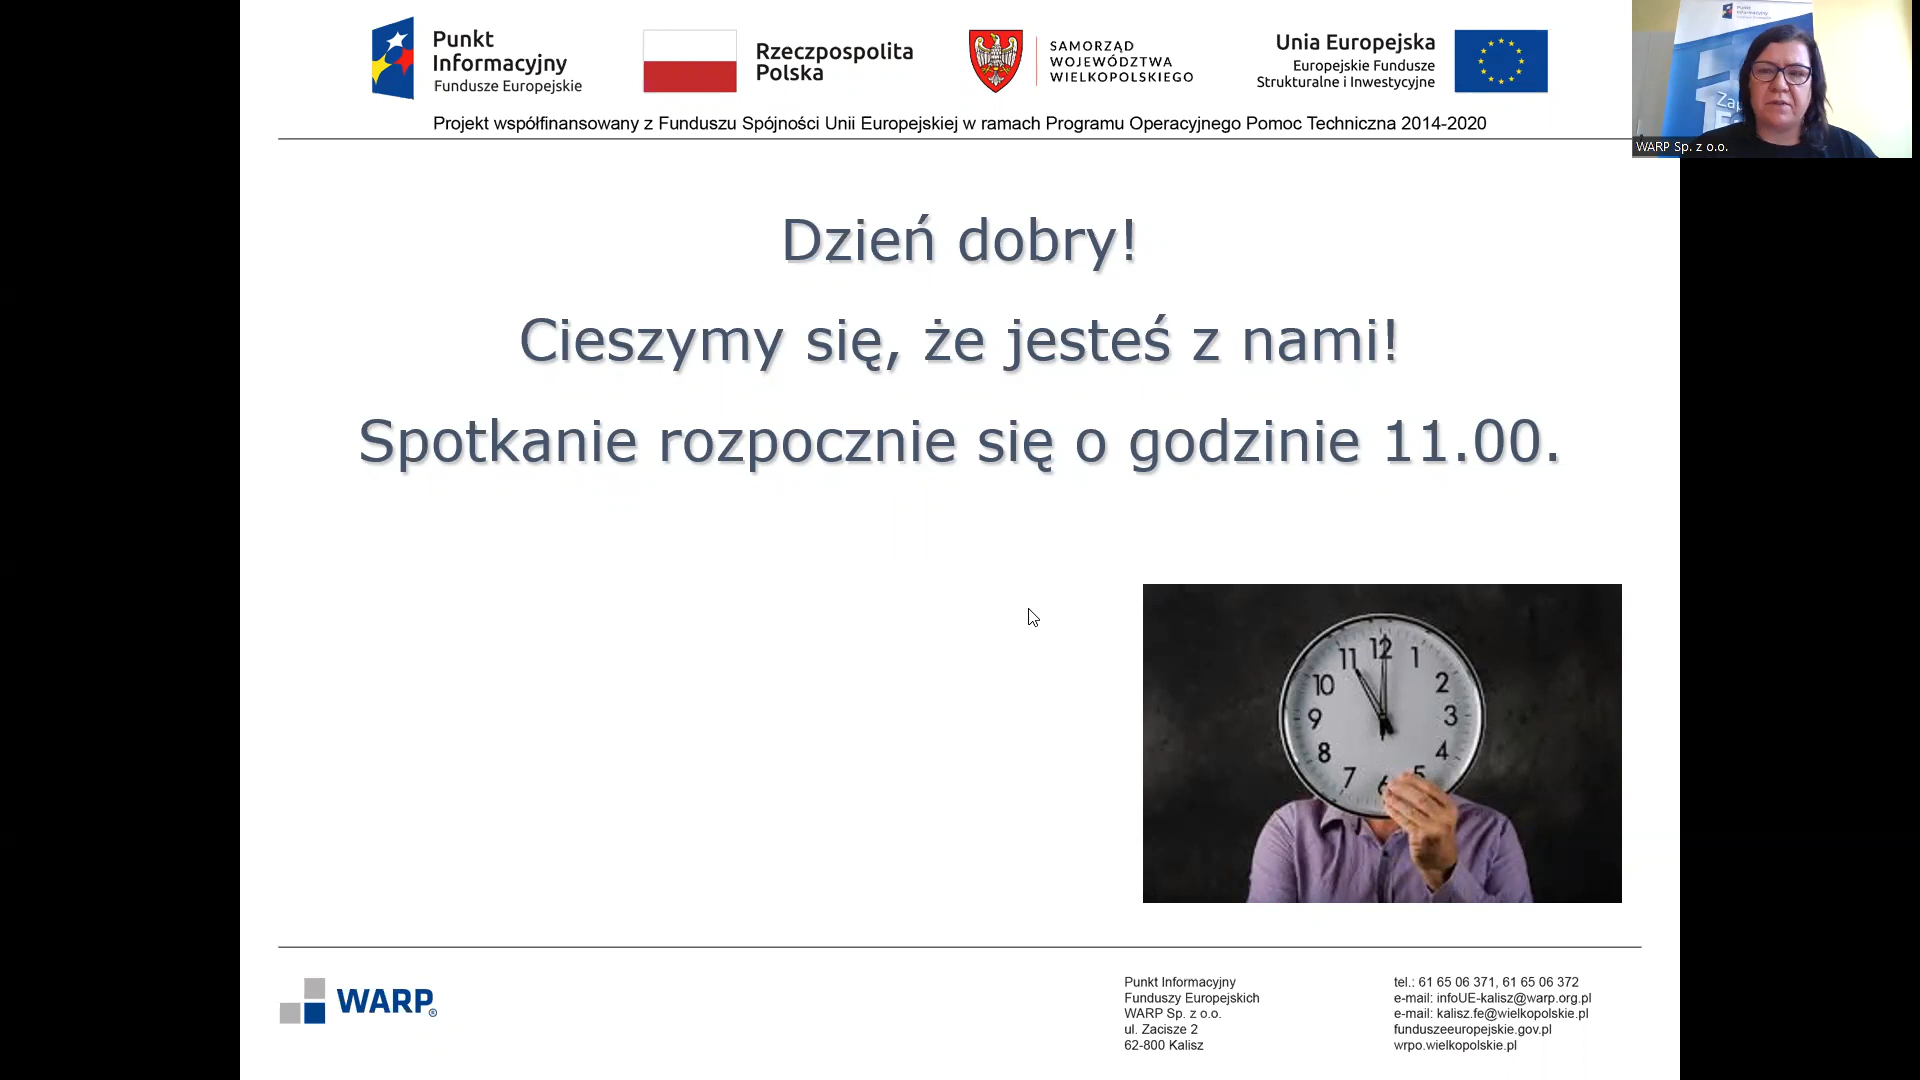 Punkt
Informacyjny
Fundusze Europejskie
Rzeczpospolita
Polska
SAMORZĄD
WOJEWÓDZTWA
WIELKOPOLSKIEGO
Unia Europejska
Europejskie Fundusze
Strukturalne i Inwestycyjne
Projekt współfinansowany z Funduszu Spójności Unii Europejskiej w ramach Programu Operacyjnego Pomoc Techniczna 2014-2020
Punkt
Informacyjny
WARP Sp. z o.o.
Dzień dobry!
Cieszymy się, że jesteś z nami!
Spotkanie rozpocznie się o godzinie 11.00.
12
11 1
10 2
9 3
8 4
7 6 5
WARP®
Punkt Informacyjny
Funduszy Europejskich
WARP Sp. z o.o.
ul. Zacisze 2
62-800 Kalisz
tel.: 61 65 06 371, 61 65 06 372
e-mail: infoUE-kalisz@warp.org.pl
e-mail: kalisz.fe@wielkopolskie.pl
funduszeeuropejskie.gov.pl
wrpo.wielkopolskie.pl